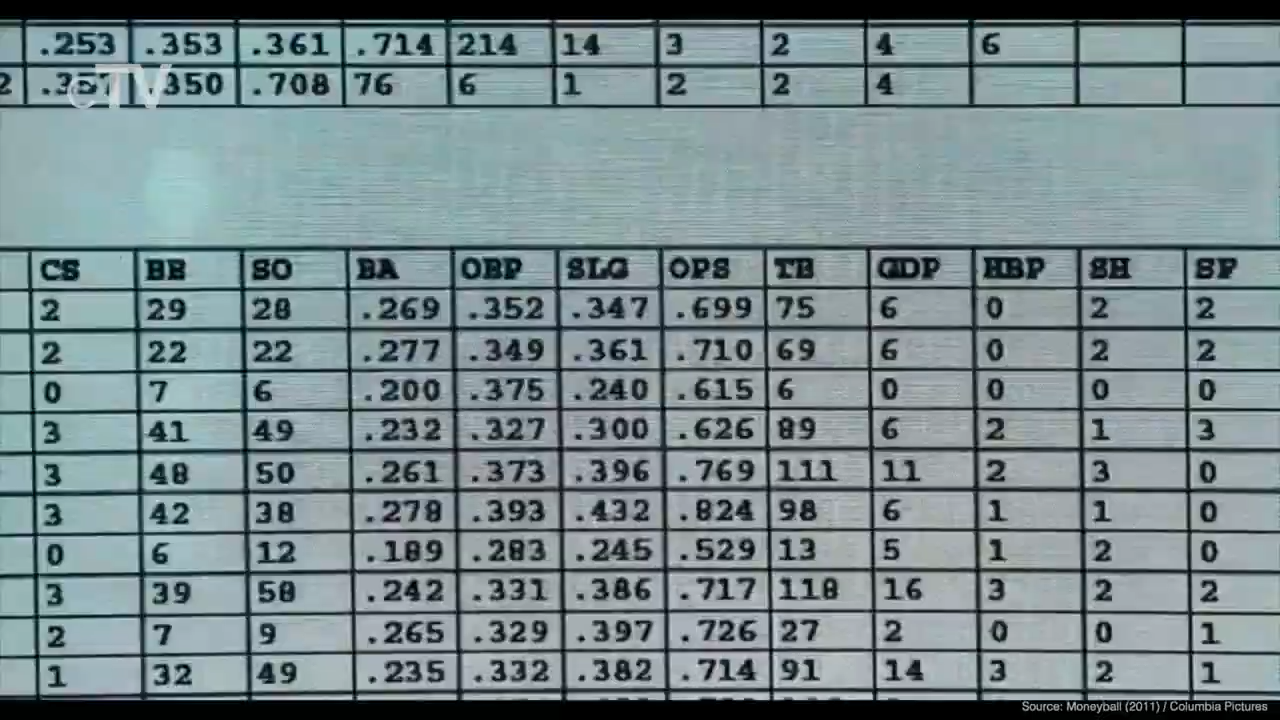 .253 .353 .361 .714 214 14 3 2 4 6
2 .357 .350 .708 76 6 1 2 2 4
cTV
CS BB SO BA OBP SLG OPS TB GDP HBP SH SF
2 29 28 .269 .352 .347 .699 75 6 0 2 2
2 22 22 .277 .349 .361 .710 69 6 0 2 2
0 7 6 .200 .375 .240 .615 6 0 0 0 0
3 41 49 .232 .327 .300 .626 89 6 2 1 3
3 48 50 .261 .373 .396 .769 111 11 2 3 0
3 42 38 .278 .393 .432 .824 98 6 1 1 0
0 6 12 .189 .283 .245 .529 13 5 1 2 0
3 39 58 .242 .331 .386 .717 118 16 3 2 2
2 7 9 .265 .329 .397 .726 27 2 0 0 1
1 32 49 .235 .332 .382 .714 91 14 3 2 1
Source: Moneyball (2011) / Columbia Pictures